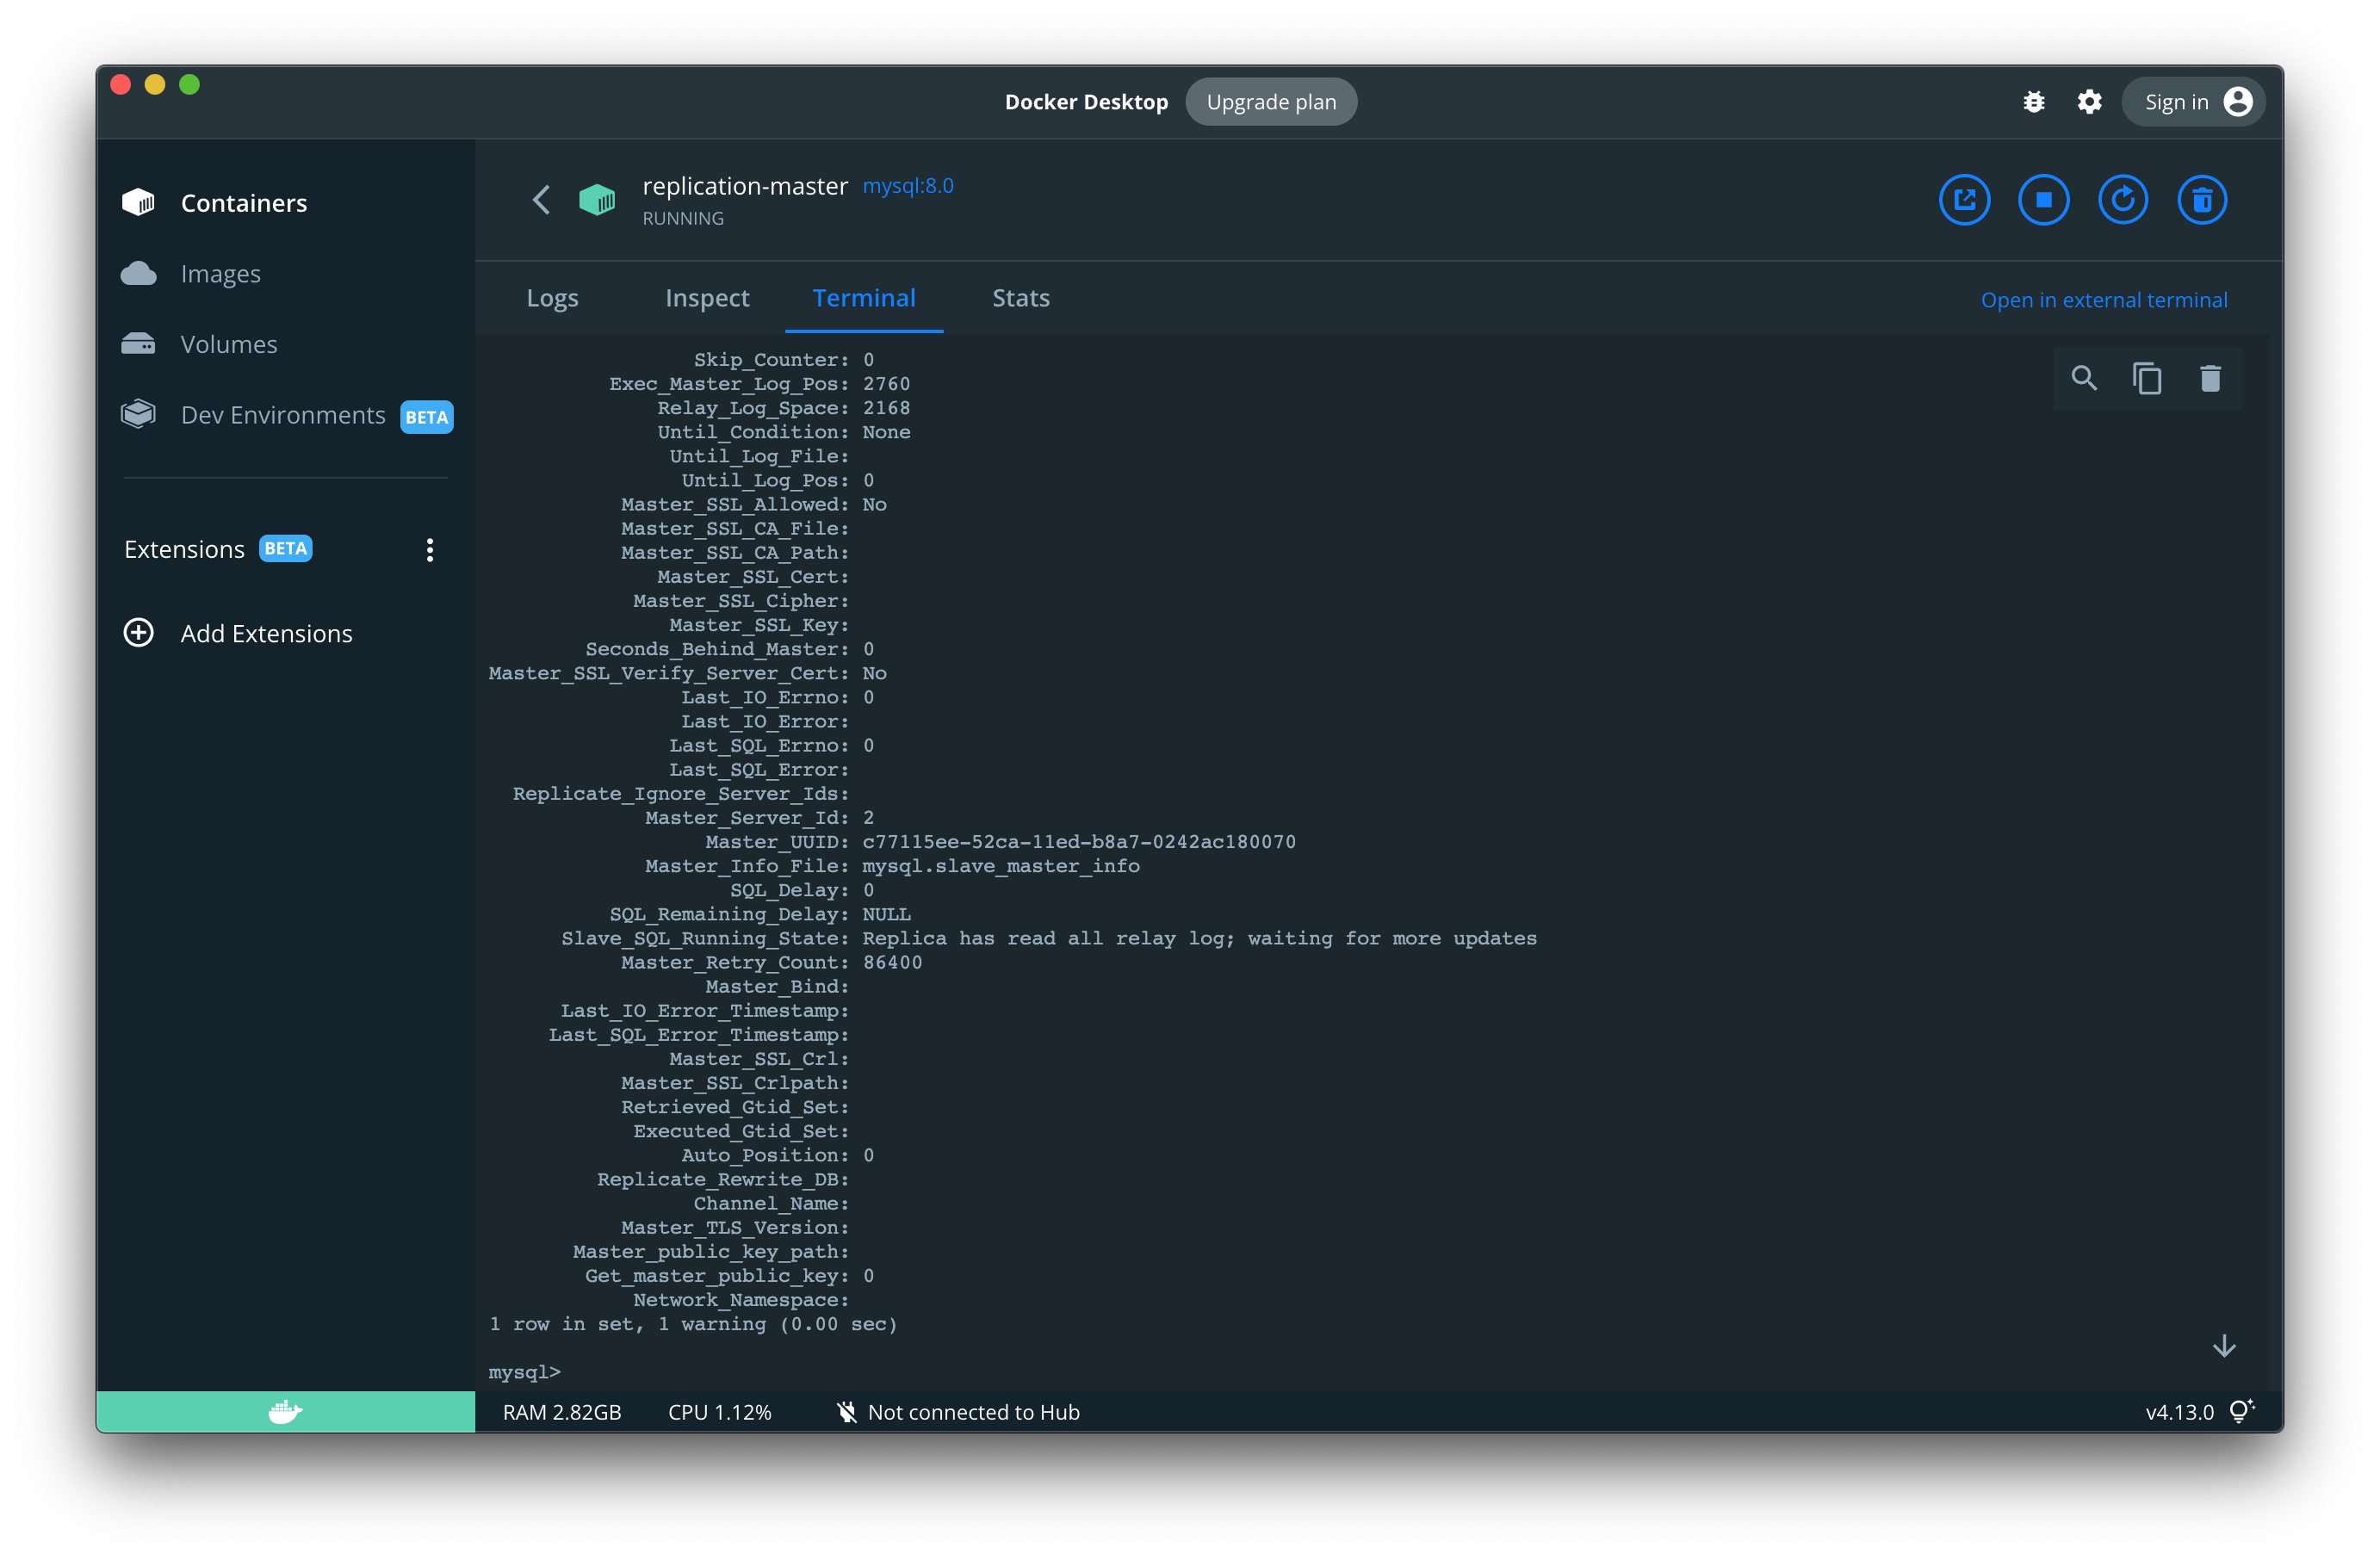 Docker Desktop Upgrade plan
Sign in
Containers
Images
Volumes
Dev Environments BETA
Extensions BETA
Add Extensions
replication-master mysql:8.0
RUNNING
Logs Inspect Terminal Stats
Open in external terminal
Skip_Counter: 0
Exec_Master_Log_Pos: 2760
Relay_Log_Space: 2168
Until_Condition: None
Until_Log_File:
Until_Log_Pos: 0
Master_SSL_Allowed: No
Master_SSL_CA_File:
Master_SSL_CA_Path:
Master_SSL_Cert:
Master_SSL_Cipher:
Master_SSL_Key:
Seconds_Behind_Master: 0
Master_SSL_Verify_Server_Cert: No
Last_IO_Errno: 0
Last_IO_Error:
Last_SQL_Errno: 0
Last_SQL_Error:
Replicate_Ignore_Server_Ids:
Master_Server_Id: 2
Master_UUID: c77115ee-52ca-11ed-b8a7-0242ac180070
Master_Info_File: mysql.slave_master_info
SQL_Delay: 0
SQL_Remaining_Delay: NULL
Slave_SQL_Running_State: Replica has read all relay log; waiting for more updates
Master_Retry_Count: 86400
Master_Bind:
Last_IO_Error_Timestamp:
Last_SQL_Error_Timestamp:
Master_SSL_Crl:
Master_SSL_Crlpath:
Retrieved_Gtid_Set:
Executed_Gtid_Set:
Auto_Position: 0
Replicate_Rewrite_DB:
Channel_Name:
Master_TLS_Version:
Master_public_key_path:
Get_master_public_key: 0
Network_Namespace:
1 row in set, 1 warning (0.00 sec)
mysql>
RAM 2.82GB CPU 1.12% Not connected to Hub
v4.13.0